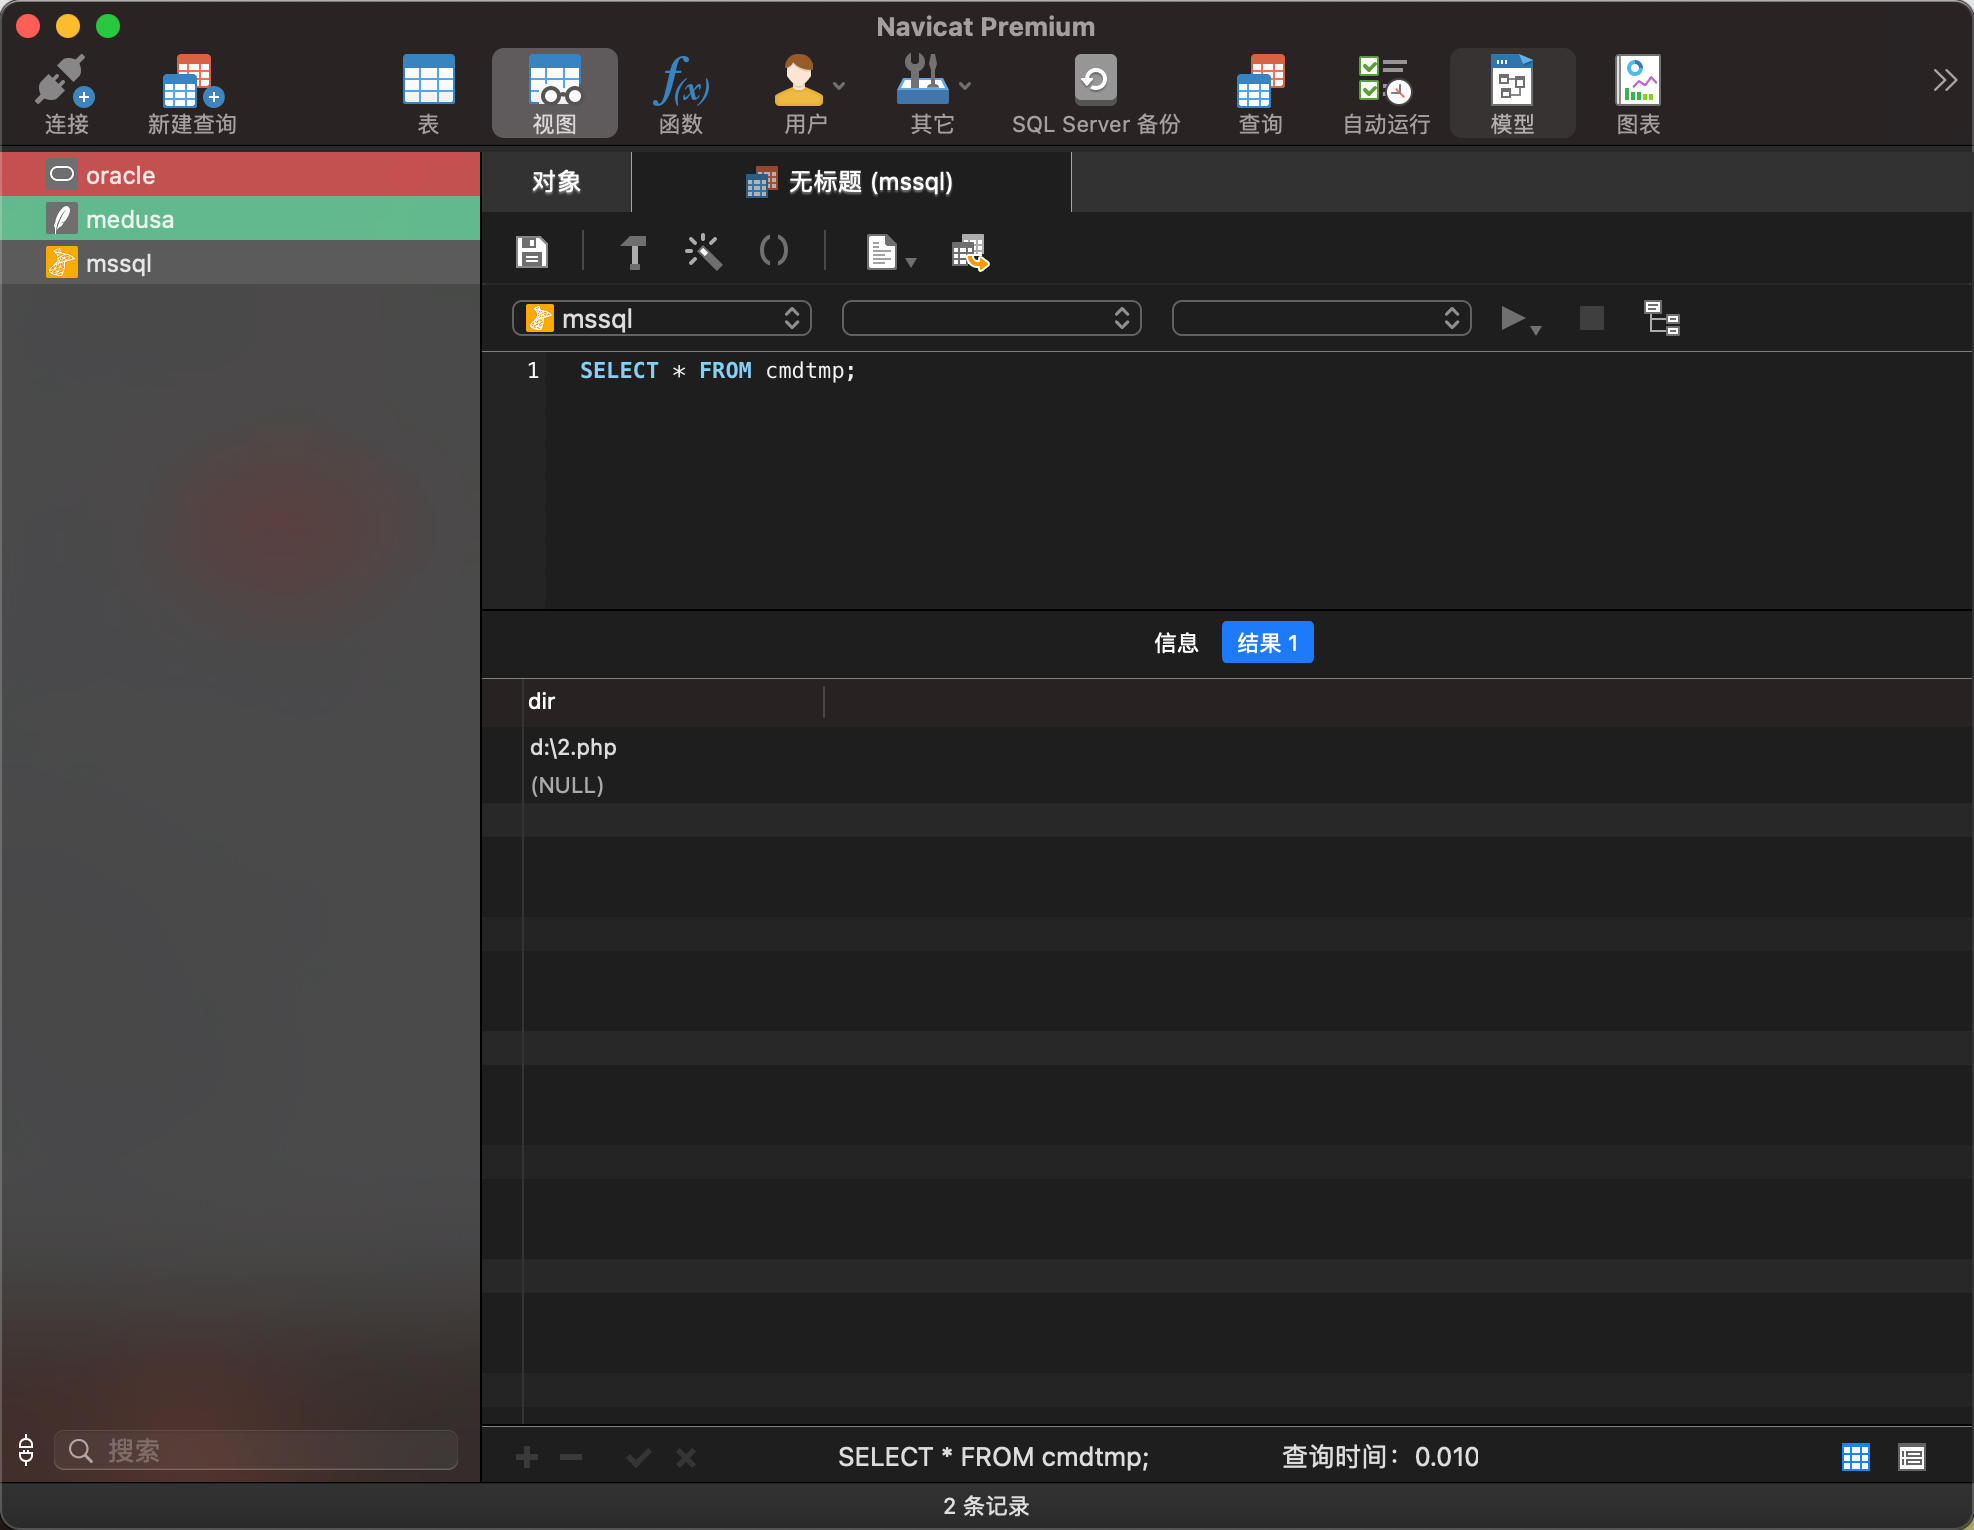 Navicat Premium
连接
新建查询
表
视图
函数
用户
其它
SQL Server 备份
查询
自动运行
模型
图表
oracle
medusa
mssql
对象
无标题 (mssql)
mssql
1 SELECT * FROM cmdtmp;
信息
结果 1
dir
d:\2.php
(NULL)
搜索
SELECT * FROM cmdtmp;
查询时间：0.010
2 条记录